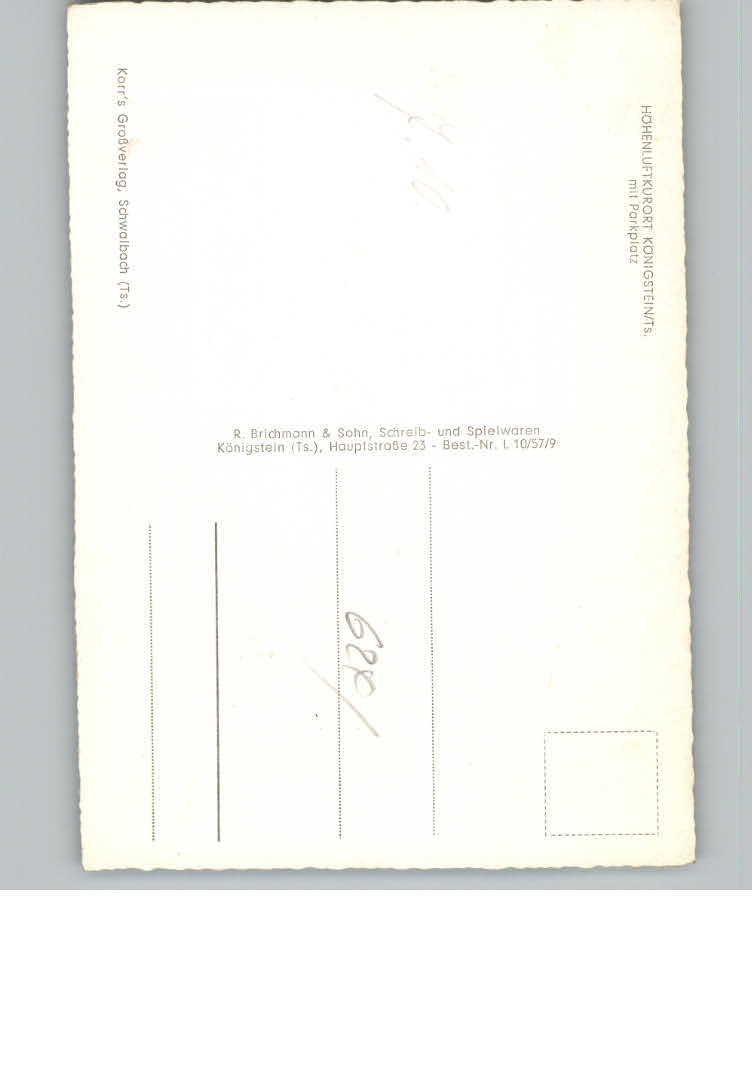 HÖHENLUFTKURORT KÖNIGSTEIN/Ts.
mit Parkplatz
R. Brichmann & Sohn, Schreib- und Spielwaren
Königstein (Ts.), Hauptstraße 23 - Best.-Nr. L 10/57/9
Korr's Großverlag, Schwalbach (Ts.)